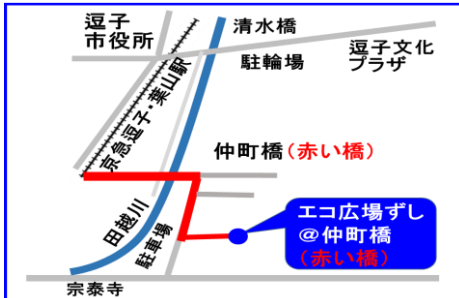 逗子
市役所
清水橋
駐輪場
逗子文化
プラザ
京急逗子・葉山駅
仲町橋(赤い橋)
田越川
駐車場
エコ広場ずし
@仲町橋
(赤い橋)
宗泰寺